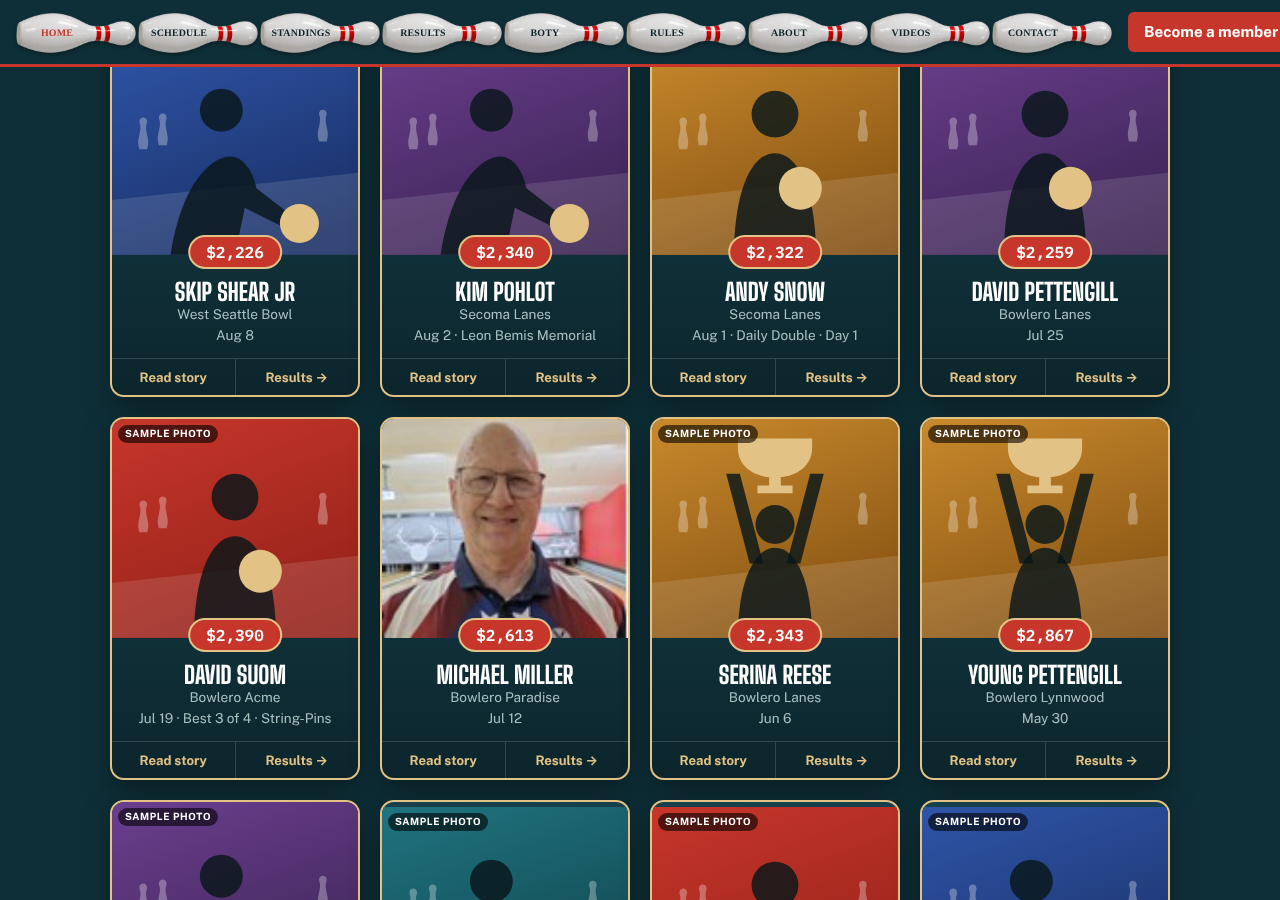 HOME SCHEDULE STANDINGS RESULTS BOTY RULES ABOUT VIDEOS CONTACT Become a member
$2,226 $2,340 $2,322 $2,259
SKIP SHEAR JR KIM POHLOT ANDY SNOW DAVID PETTENGILL
West Seattle Bowl Secoma Lanes Secoma Lanes Bowlero Lanes
Aug 8 Aug 2 · Leon Bemis Memorial Aug 1 · Daily Double · Day 1 Jul 25
Read story Results → Read story Results → Read story Results → Read story Results →
SAMPLE PHOTO SAMPLE PHOTO SAMPLE PHOTO
$2,390 $2,613 $2,343 $2,867
DAVID SUOM MICHAEL MILLER SERINA REESE YOUNG PETTENGILL
Bowlero Acme Bowlero Paradise Bowlero Lanes Bowlero Lynnwood
Jul 19 · Best 3 of 4 · String-Pins Jul 12 Jun 6 May 30
Read story Results → Read story Results → Read story Results → Read story Results →
SAMPLE PHOTO SAMPLE PHOTO SAMPLE PHOTO SAMPLE PHOTO